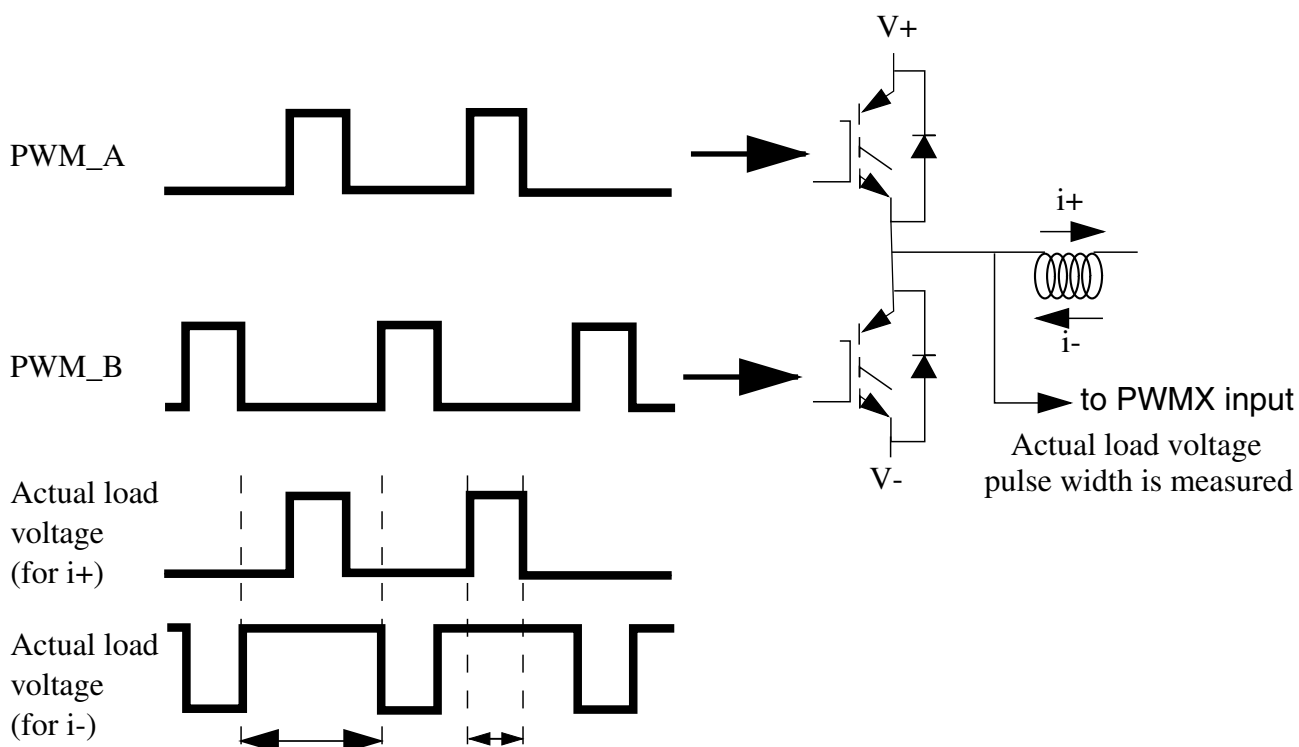 V+
PWM_A
i+
PWM_B
i-
to PWMX input
Actual load voltage
pulse width is measured
V-
Actual load
voltage
(for i+)
Actual load
voltage
(for i-)